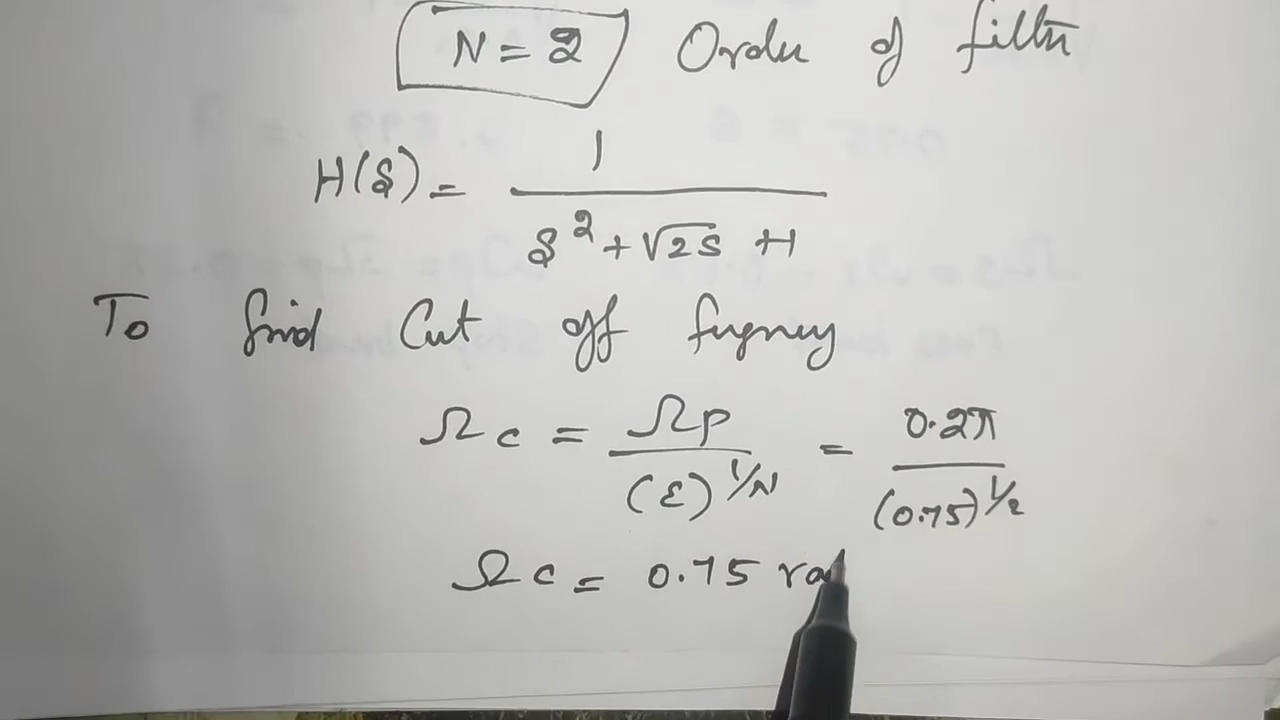 N = 2 Order of filter
H(S) = 1 / S² + √2S + 1
To find Cut off frequency
Ωc = Ωp / (ε)^1/N = 0.2π / (0.75)^1/2
Ωc = 0.75 ra